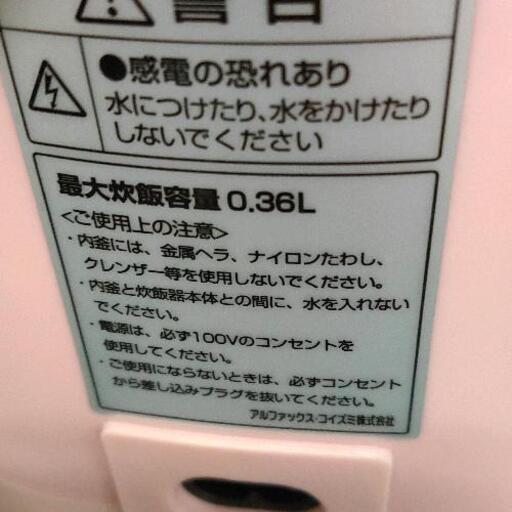 警告
●感電の恐れあり
水につけたり、水をかけたり
しないでください
最大炊飯容量 0.36L
<ご使用上の注意>
・内釜には、金属ヘラ、ナイロンたわし、
クレンザー等を使用しないでください。
・内釜と炊飯器本体との間に、水を入れない
でください。
・電源は、必ず100Vのコンセントを
使用してください。
・ご使用にならないときは、必ずコンセント
から差し込みプラグを抜いてください。
アルファックス・コイズミ株式会社